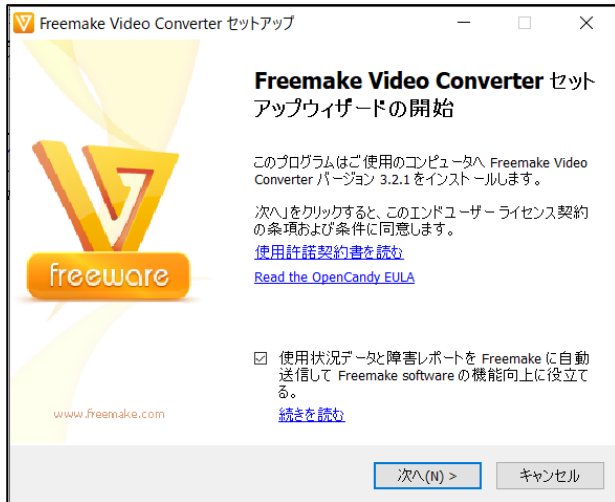 Freemake Video Converter セットアップ
Freemake Video Converter セット
アップウィザードの開始
このプログラムはご使用のコンピュータへ Freemake Video
Converter バージョン 3.2.1 をインストールします。
次へ」をクリックすると、このエンドユーザー ライセンス契約
の条項および条件に同意します。
使用許諾契約書を読む
Read the OpenCandy EULA
freeware
使用状況データと障害レポートを Freemake に自動
送信して Freemake software の機能向上に役立て
る。
続きを読む
www.freemake.com
次へ(N) >
キャンセル